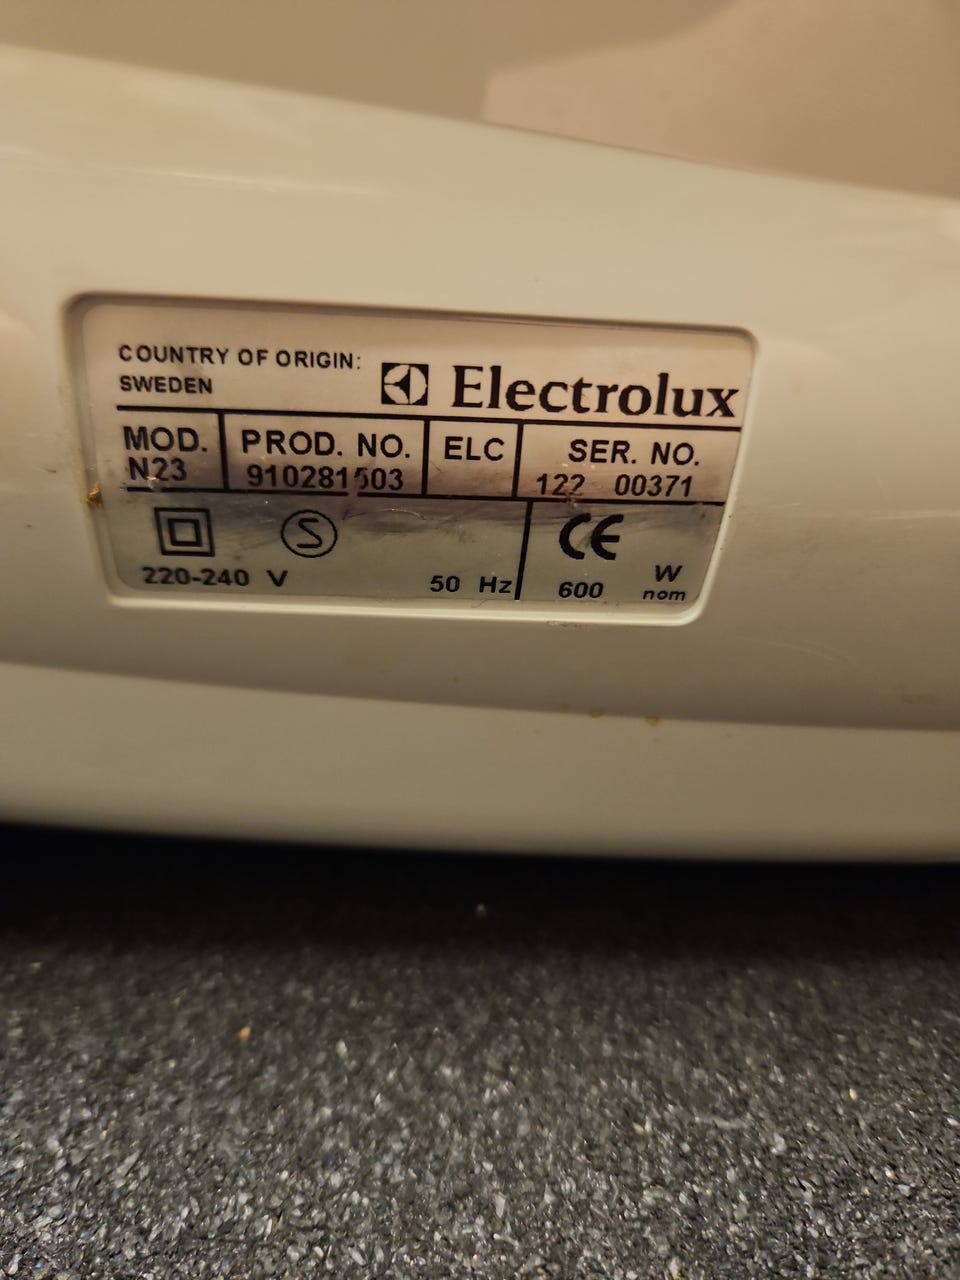 COUNTRY OF ORIGIN:
SWEDEN
Electrolux
MOD. PROD. NO. ELC SER. NO.
N23 910281503 122 00371
S CE
220-240 V 50 Hz 600 W
nom